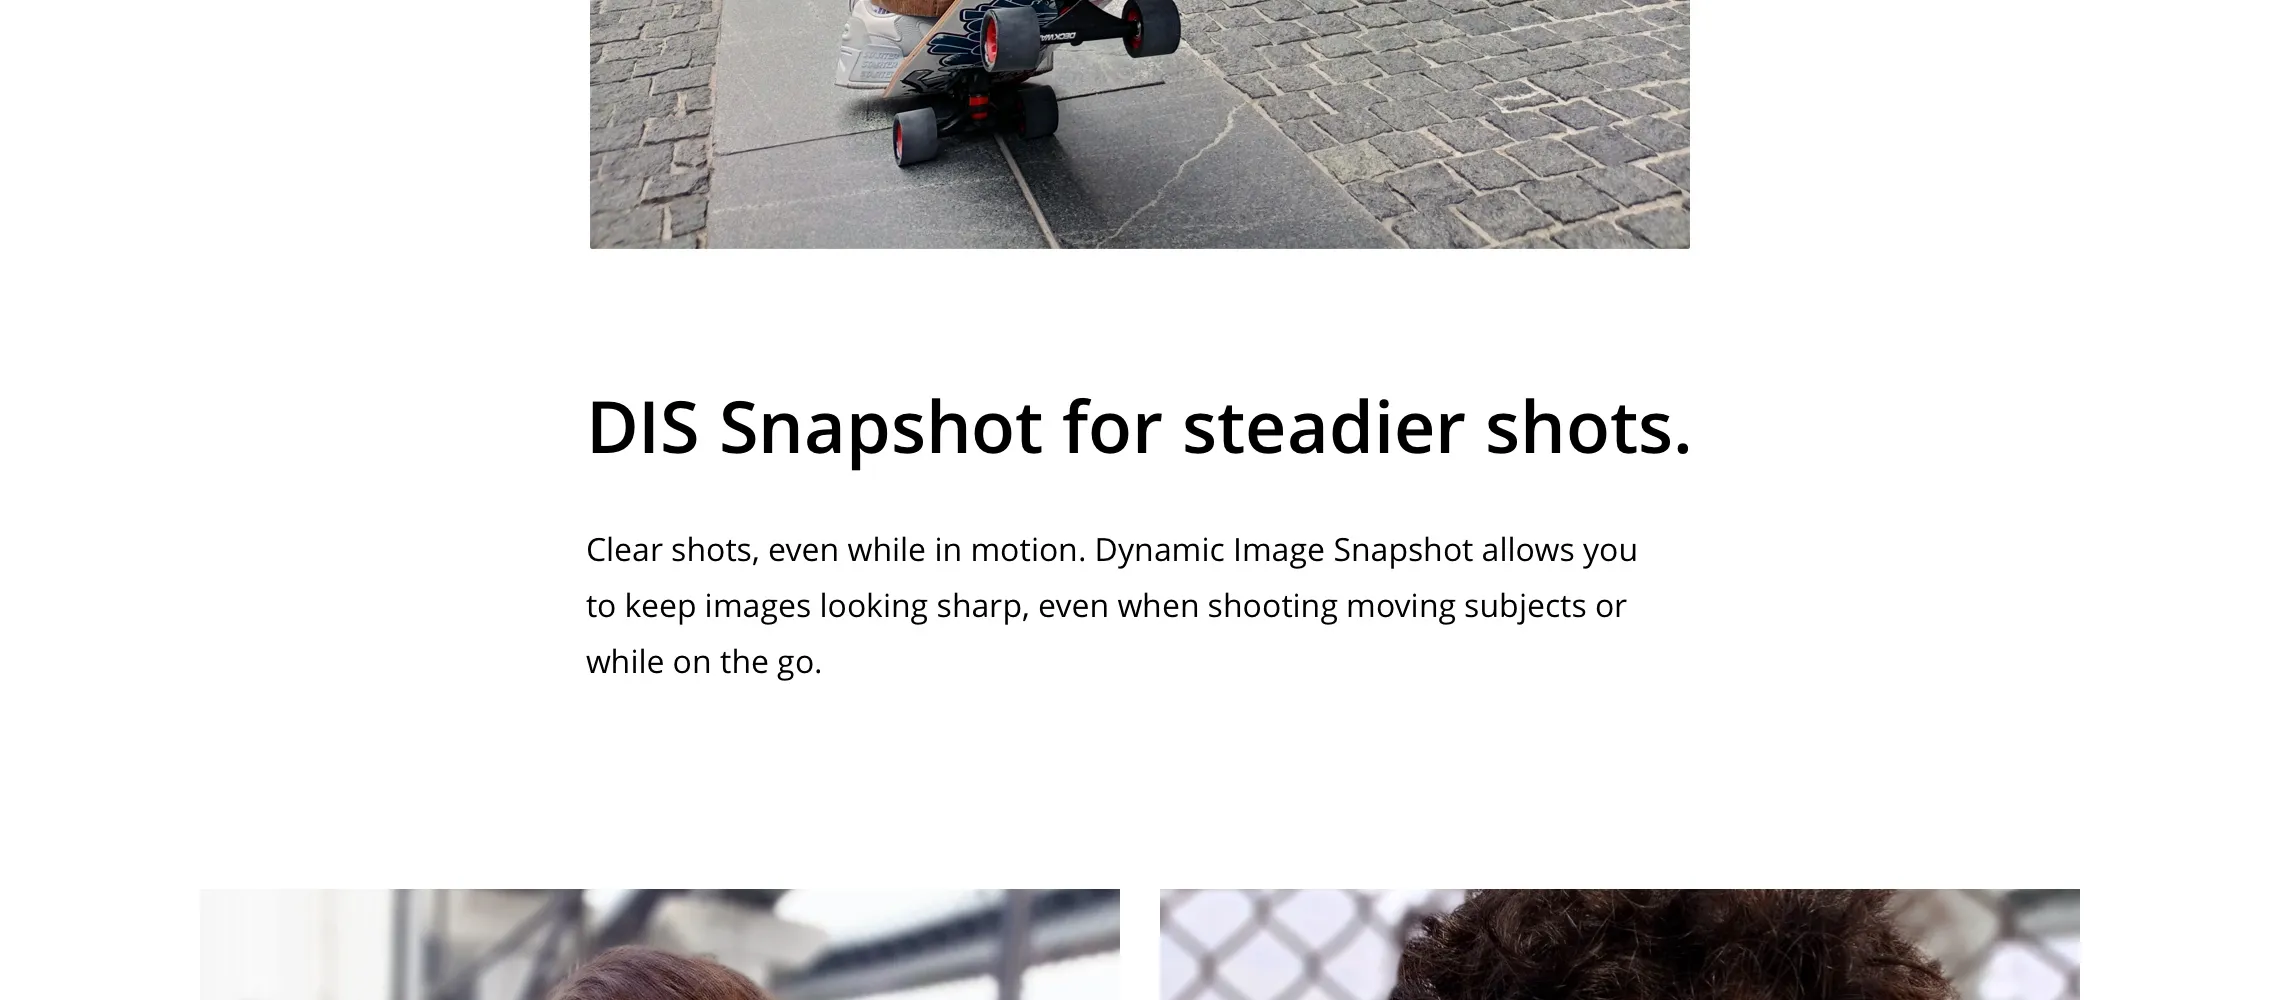 DECKWA
DIS Snapshot for steadier shots.
Clear shots, even while in motion. Dynamic Image Snapshot allows you
to keep images looking sharp, even when shooting moving subjects or
while on the go.